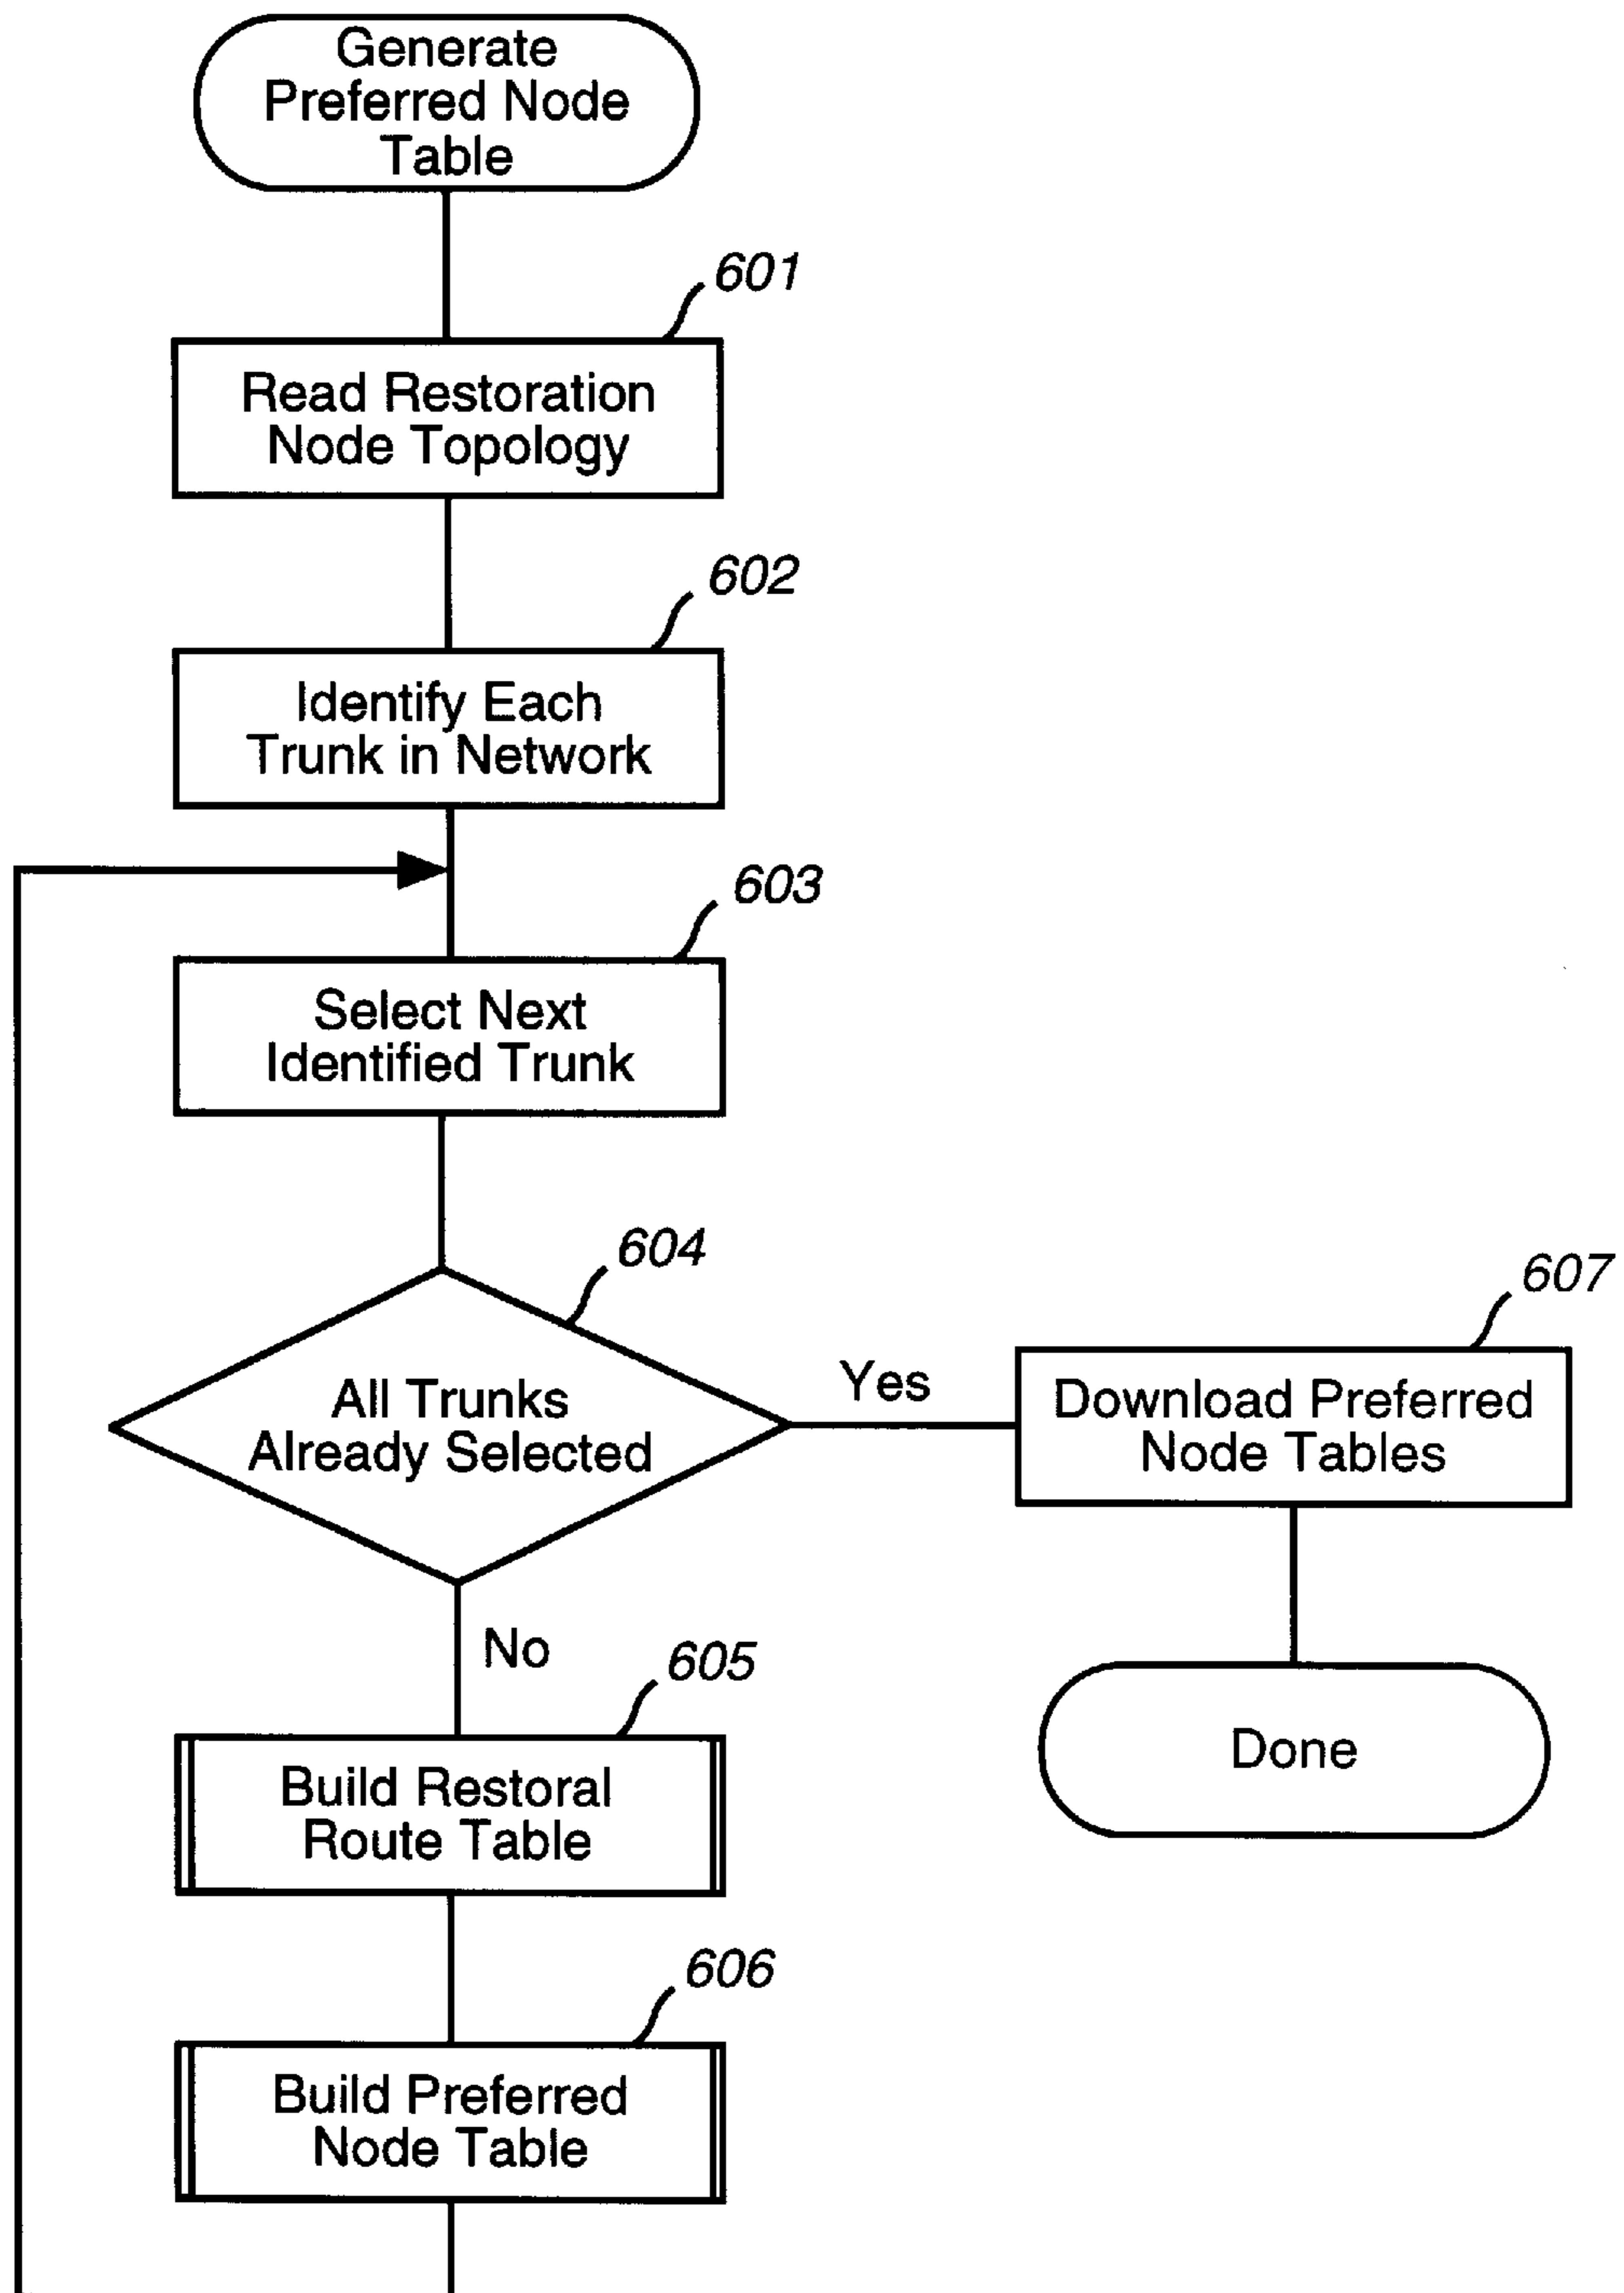 Generate
Preferred Node
Table
601
Read Restoration
Node Topology
602
Identify Each
Trunk in Network
603
Select Next
Identified Trunk
604
All Trunks
Already Selected
Yes
607
Download Preferred
Node Tables
Done
No
605
Build Restoral
Route Table
606
Build Preferred
Node Table